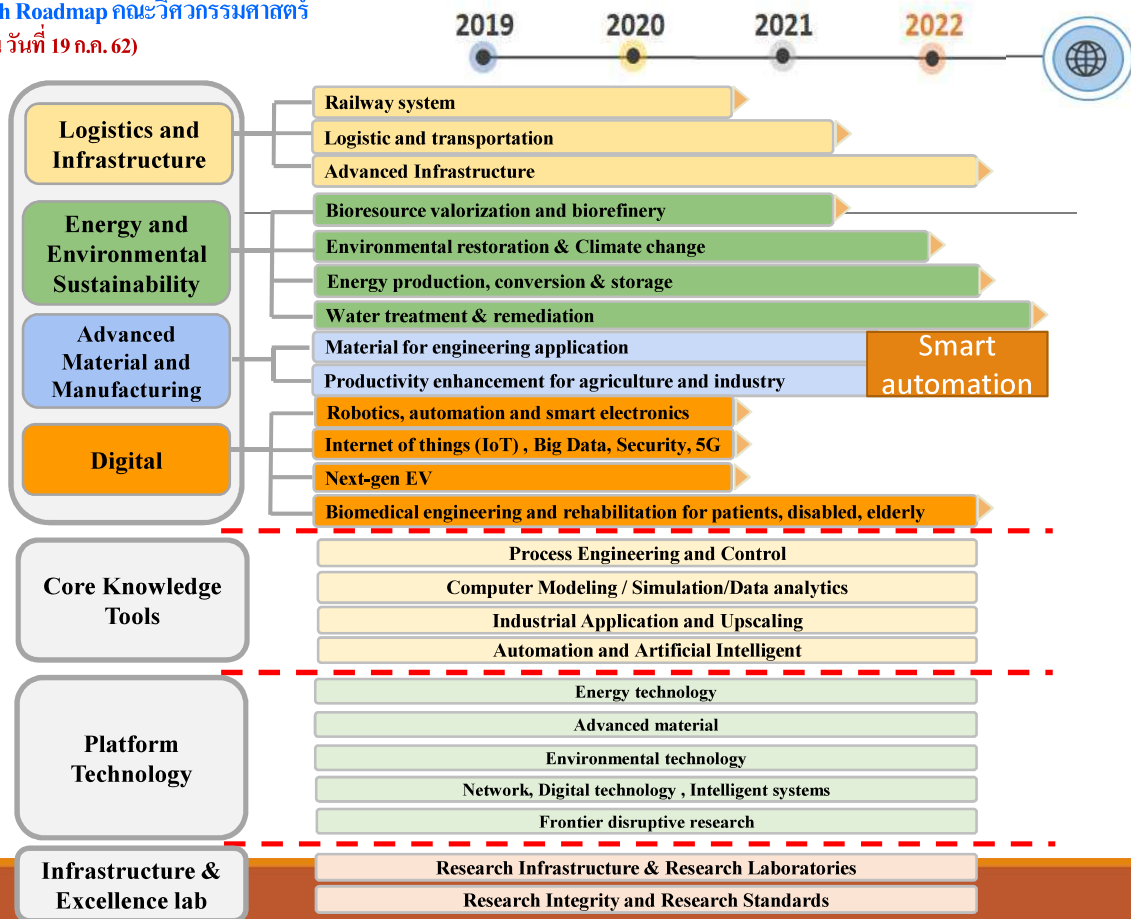 h Roadmap คณะวิศวกรรมศาสตร์
วันที่ 19 ก.ค. 62)
2019
2020
2021
2022
Logistics and
Infrastructure
Railway system
Logistic and transportation
Advanced Infrastructure
Energy and
Environmental
Sustainability
Bioresource valorization and biorefinery
Environmental restoration & Climate change
Energy production, conversion & storage
Water treatment & remediation
Advanced
Material and
Manufacturing
Material for engineering application
Productivity enhancement for agriculture and industry
Smart
automation
Digital
Robotics, automation and smart electronics
Internet of things (IoT) , Big Data, Security, 5G
Next-gen EV
Biomedical engineering and rehabilitation for patients, disabled, elderly
Core Knowledge
Tools
Process Engineering and Control
Computer Modeling / Simulation/Data analytics
Industrial Application and Upscaling
Automation and Artificial Intelligent
Platform
Technology
Energy technology
Advanced material
Environmental technology
Network, Digital technology , Intelligent systems
Frontier disruptive research
Infrastructure &
Excellence lab
Research Infrastructure & Research Laboratories
Research Integrity and Research Standards